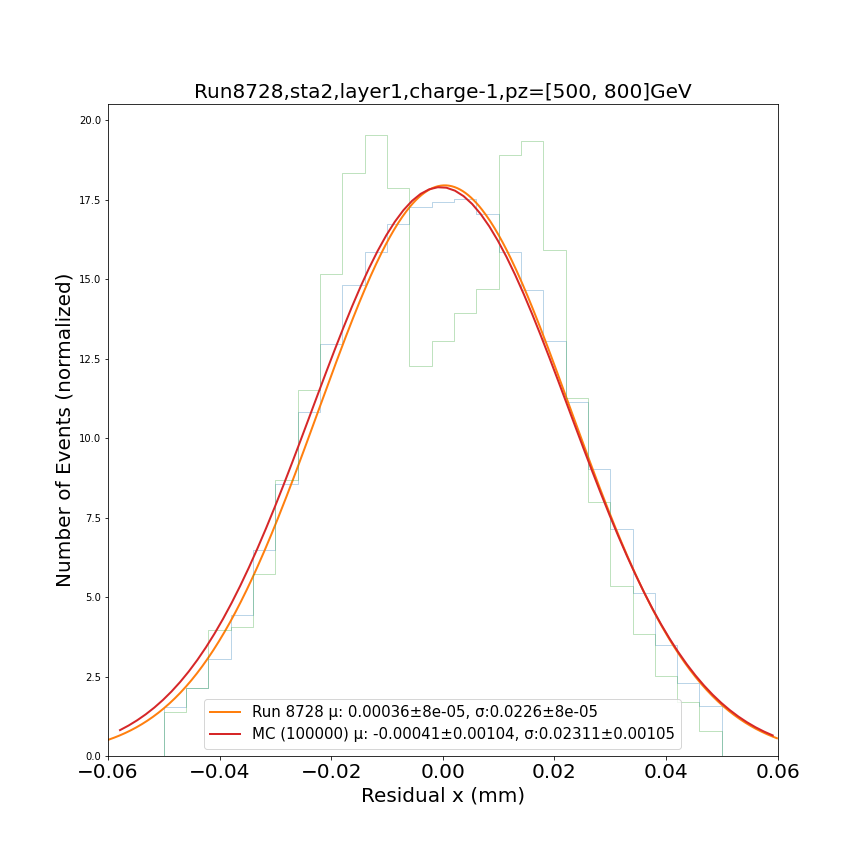 Run8728,sta2,layer1,charge-1,pz=[500, 800]GeV
20.0
17.5
15.0
12.5
10.0
7.5
5.0
2.5
0.0
Number of Events (normalized)
Run 8728 μ: 0.00036±8e-05, σ:0.0226±8e-05
MC (100000) μ: -0.00041±0.00104, σ:0.02311±0.00105
−0.06 −0.04 −0.02 0.00 0.02 0.04 0.06
Residual x (mm)